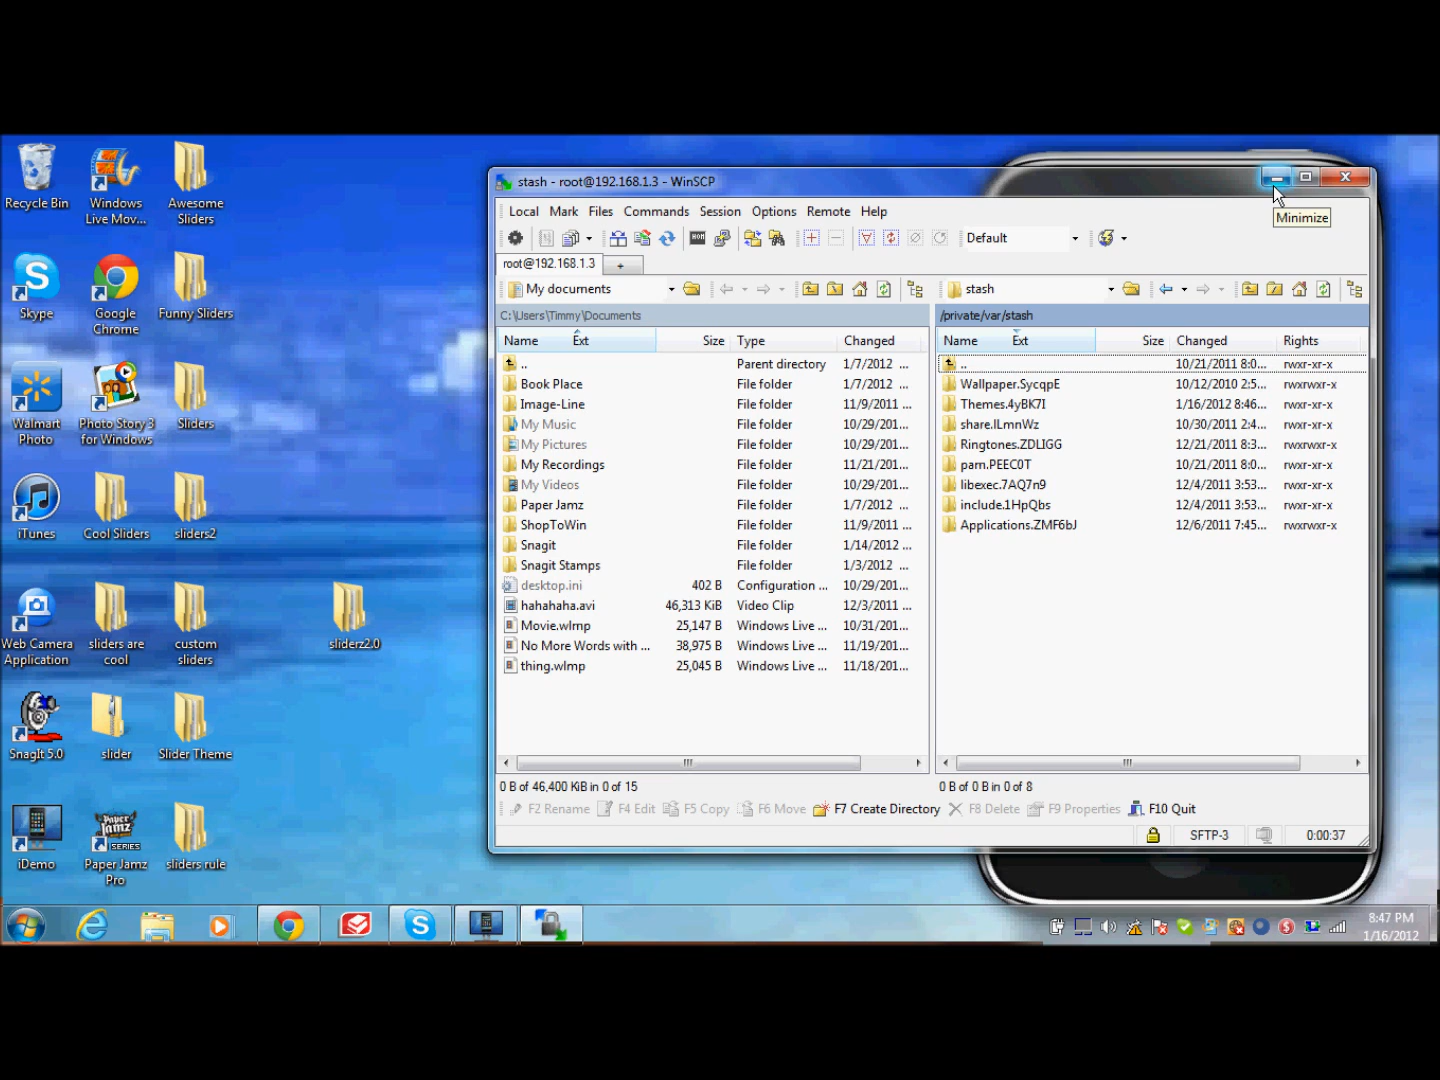 Recycle Bin
Windows Live Mov...
Awesome Sliders
Skype
Google Chrome
Funny Sliders
Walmart Photo
Photo Story 3 for Windows
Sliders
iTunes
Cool Sliders
sliders2
Web Camera Application
sliders are cool
custom sliders
sliderz2.0
SnagIt 5.0
slider
Slider Theme
iDemo
Paper Jamz Pro
sliders rule
stash - root@192.168.1.3 - WinSCP
Minimize
Local Mark Files Commands Session Options Remote Help
Default
root@192.168.1.3
My documents
stash
C:\Users\Timmy\Documents
/private/var/stash
Name Ext Size Type Changed
.. Parent directory 1/7/2012 ...
Book Place File folder 1/7/2012 ...
Image-Line File folder 11/9/2011 ...
My Music File folder 10/29/201...
My Pictures File folder 10/29/201...
My Recordings File folder 11/21/201...
My Videos File folder 10/29/201...
Paper Jamz File folder 1/7/2012 ...
ShopToWin File folder 11/9/2011 ...
Snagit File folder 1/14/2012 ...
Snagit Stamps File folder 1/3/2012 ...
desktop.ini 402 B Configuration ... 10/29/201...
hahahaha.avi 46,313 KiB Video Clip 12/3/2011 ...
Movie.wlmp 25,147 B Windows Live ... 10/31/201...
No More Words with ... 38,975 B Windows Live ... 11/19/201...
thing.wlmp 25,045 B Windows Live ... 11/18/201...
Name Ext Size Changed Rights
.. 10/21/2011 8:0... rwxr-xr-x
Wallpaper.SycqpE 10/12/2010 2:5... rwxrwxr-x
Themes.4yBK7I 1/16/2012 8:46... rwxr-xr-x
share.ILmnWz 10/30/2011 2:4... rwxr-xr-x
Ringtones.ZDLIGG 12/21/2011 8:3... rwxrwxr-x
pam.PEEC0T 10/21/2011 8:0... rwxr-xr-x
libexec.7AQ7n9 12/4/2011 3:53... rwxr-xr-x
include.1HpQbs 12/4/2011 3:53... rwxr-xr-x
Applications.ZMF6bJ 12/6/2011 7:45... rwxrwxr-x
0 B of 46,400 KiB in 0 of 15
0 B of 0 B in 0 of 8
F2 Rename F4 Edit F5 Copy F6 Move F7 Create Directory F8 Delete F9 Properties F10 Quit
SFTP-3 0:00:37
8:47 PM
1/16/2012